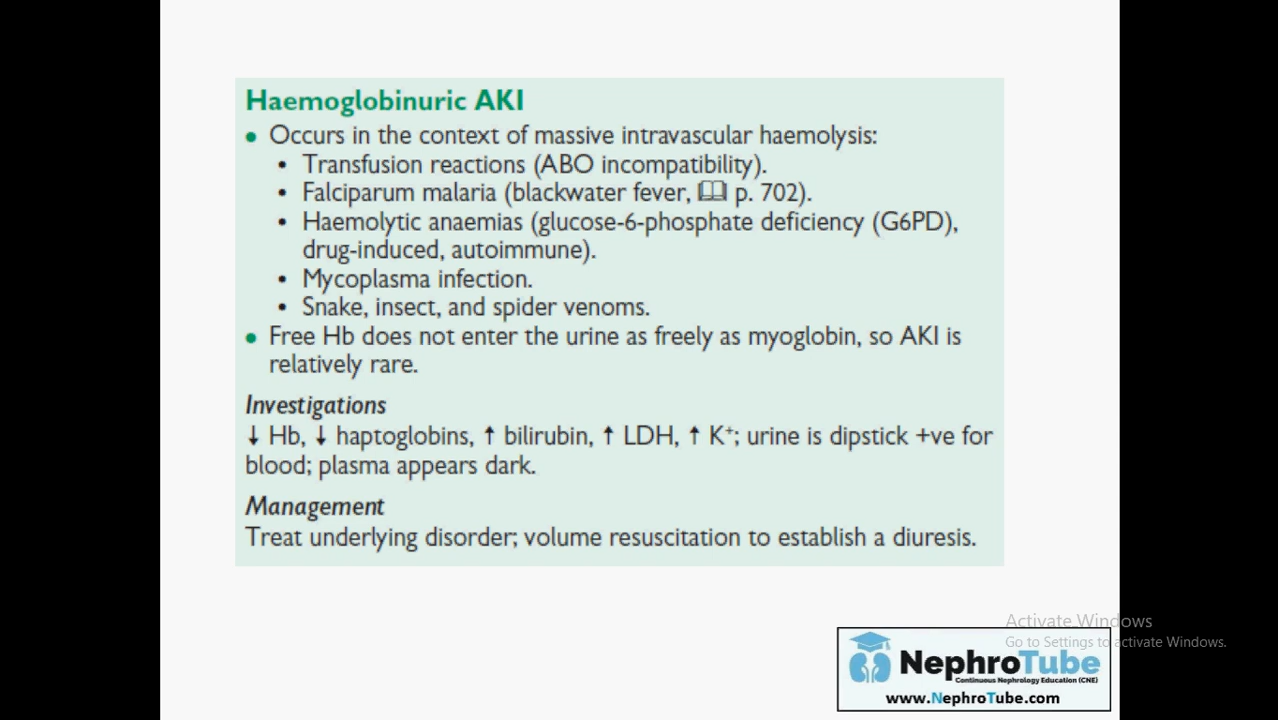 Haemoglobinuric AKI
• Occurs in the context of massive intravascular haemolysis:
• Transfusion reactions (ABO incompatibility).
• Falciparum malaria (blackwater fever, 📖 p. 702).
• Haemolytic anaemias (glucose-6-phosphate deficiency (G6PD),
drug-induced, autoimmune).
• Mycoplasma infection.
• Snake, insect, and spider venoms.
• Free Hb does not enter the urine as freely as myoglobin, so AKI is
relatively rare.
Investigations
↓ Hb, ↓ haptoglobins, ↑ bilirubin, ↑ LDH, ↑ K⁺; urine is dipstick +ve for
blood; plasma appears dark.
Management
Treat underlying disorder; volume resuscitation to establish a diuresis.
Activate Windows
Go to Settings to activate Windows.
NephroTube
Continuous Nephrology Education (CNE)
www.NephroTube.com